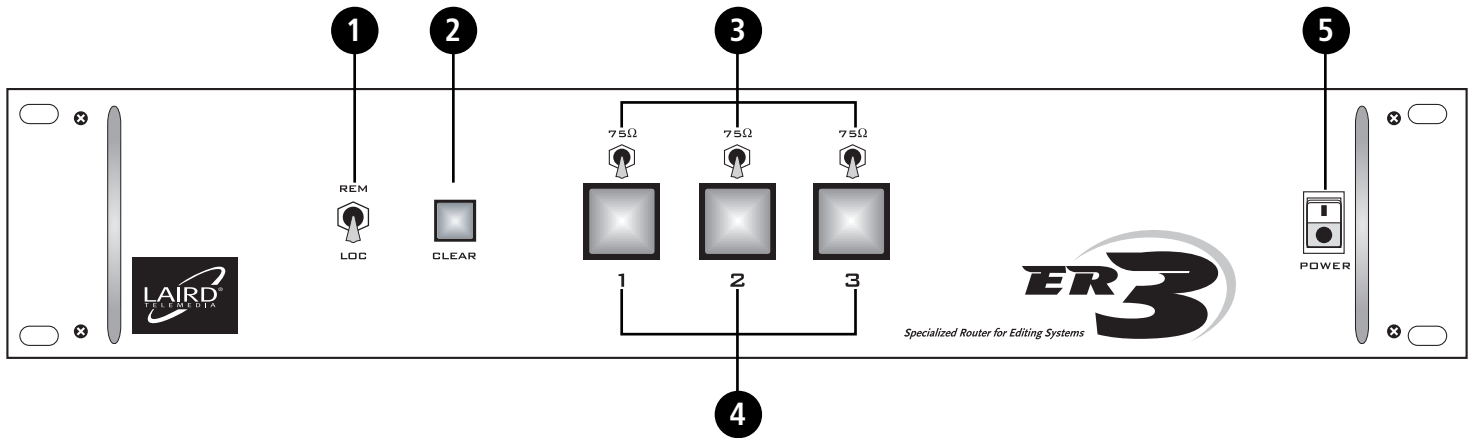 1 2 3 5
75Ω 75Ω 75Ω
REM
LOC
CLEAR
1 2 3
POWER
LAIRD®
TELEMEDIA
ER3
Specialized Router for Editing Systems
4